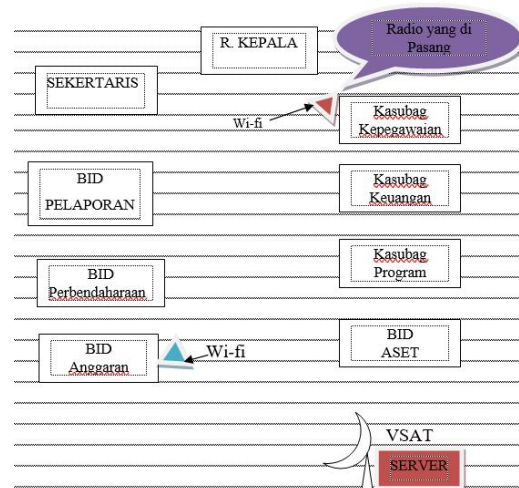 R. KEPALA
Radio yang di
Pasang
SEKERTARIS
Wi-fi
Kasubag
Kepegawaian
BID
PELAPORAN
Kasubag
Keuangan
BID
Perbendaharaan
Kasubag
Program
BID
Anggaran
Wi-fi
BID
ASET
VSAT
SERVER